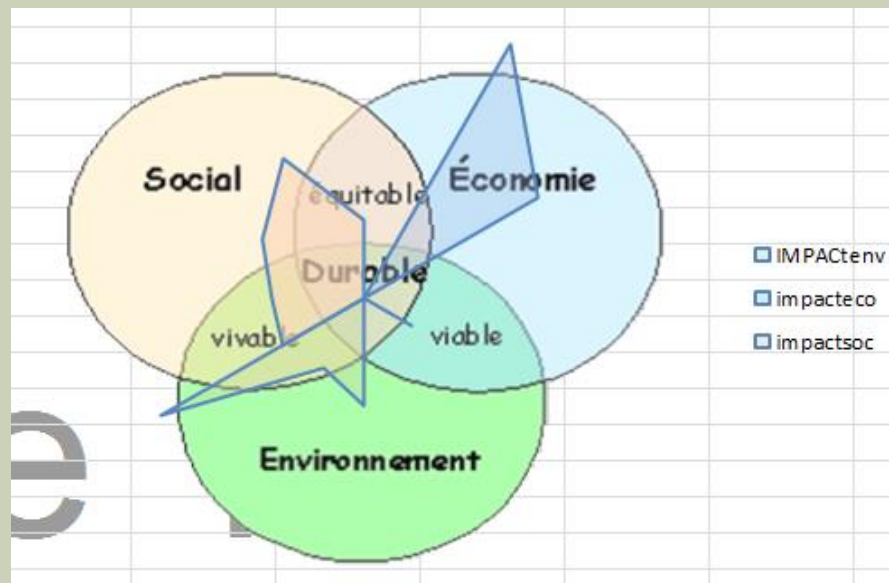 Social
Économie
équitable
Durable
vivable
viable
Environnement
IMPACTenv
impacteco
impactsoc
e